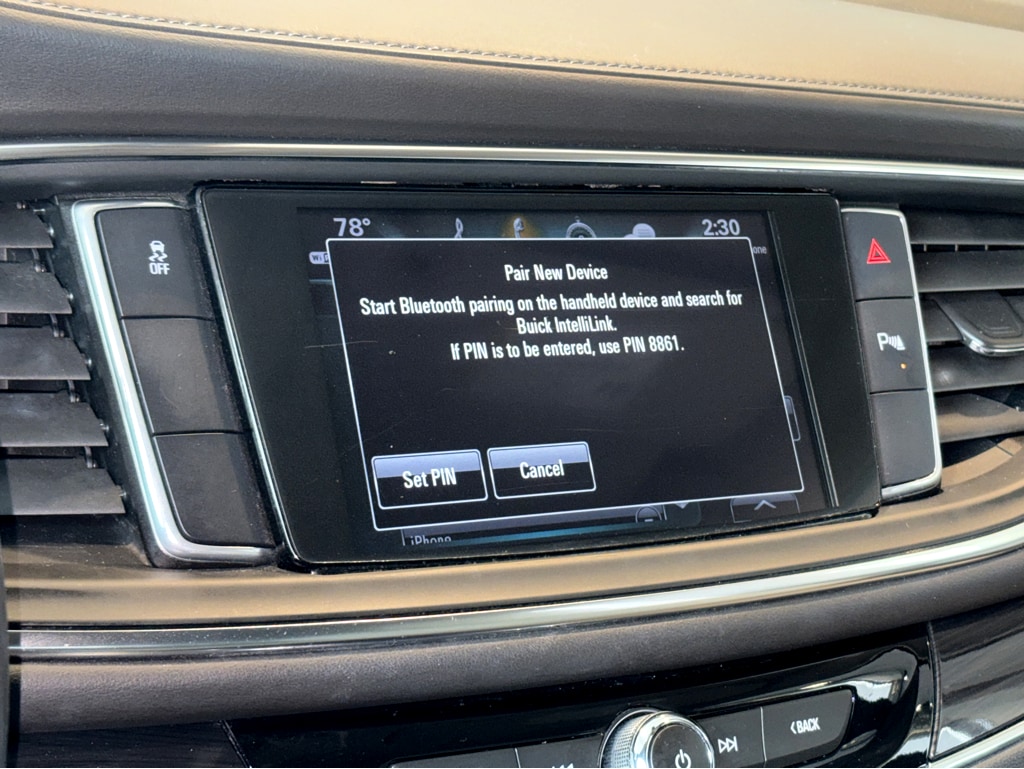 78°
2:30
OFF
Pair New Device
Start Bluetooth pairing on the handheld device and search for
Buick IntelliLink.
If PIN is to be entered, use PIN 8861.
Set PIN
Cancel
iPhone
BACK